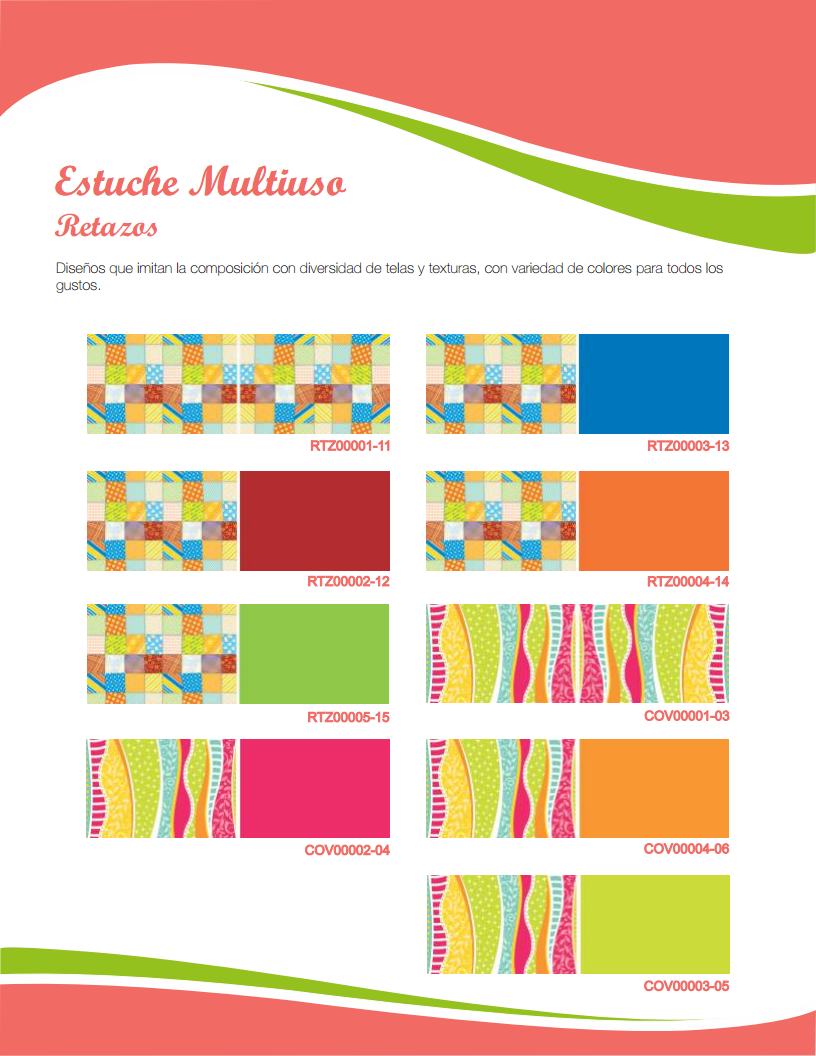 Estuche Multiuso
Retazos
Diseños que imitan la composición con diversidad de telas y texturas, con variedad de colores para todos los
gustos.
RTZ00001-11
RTZ00003-13
RTZ00002-12
RTZ00004-14
RTZ00005-15
COV00001-03
COV00002-04
COV00004-06
COV00003-05